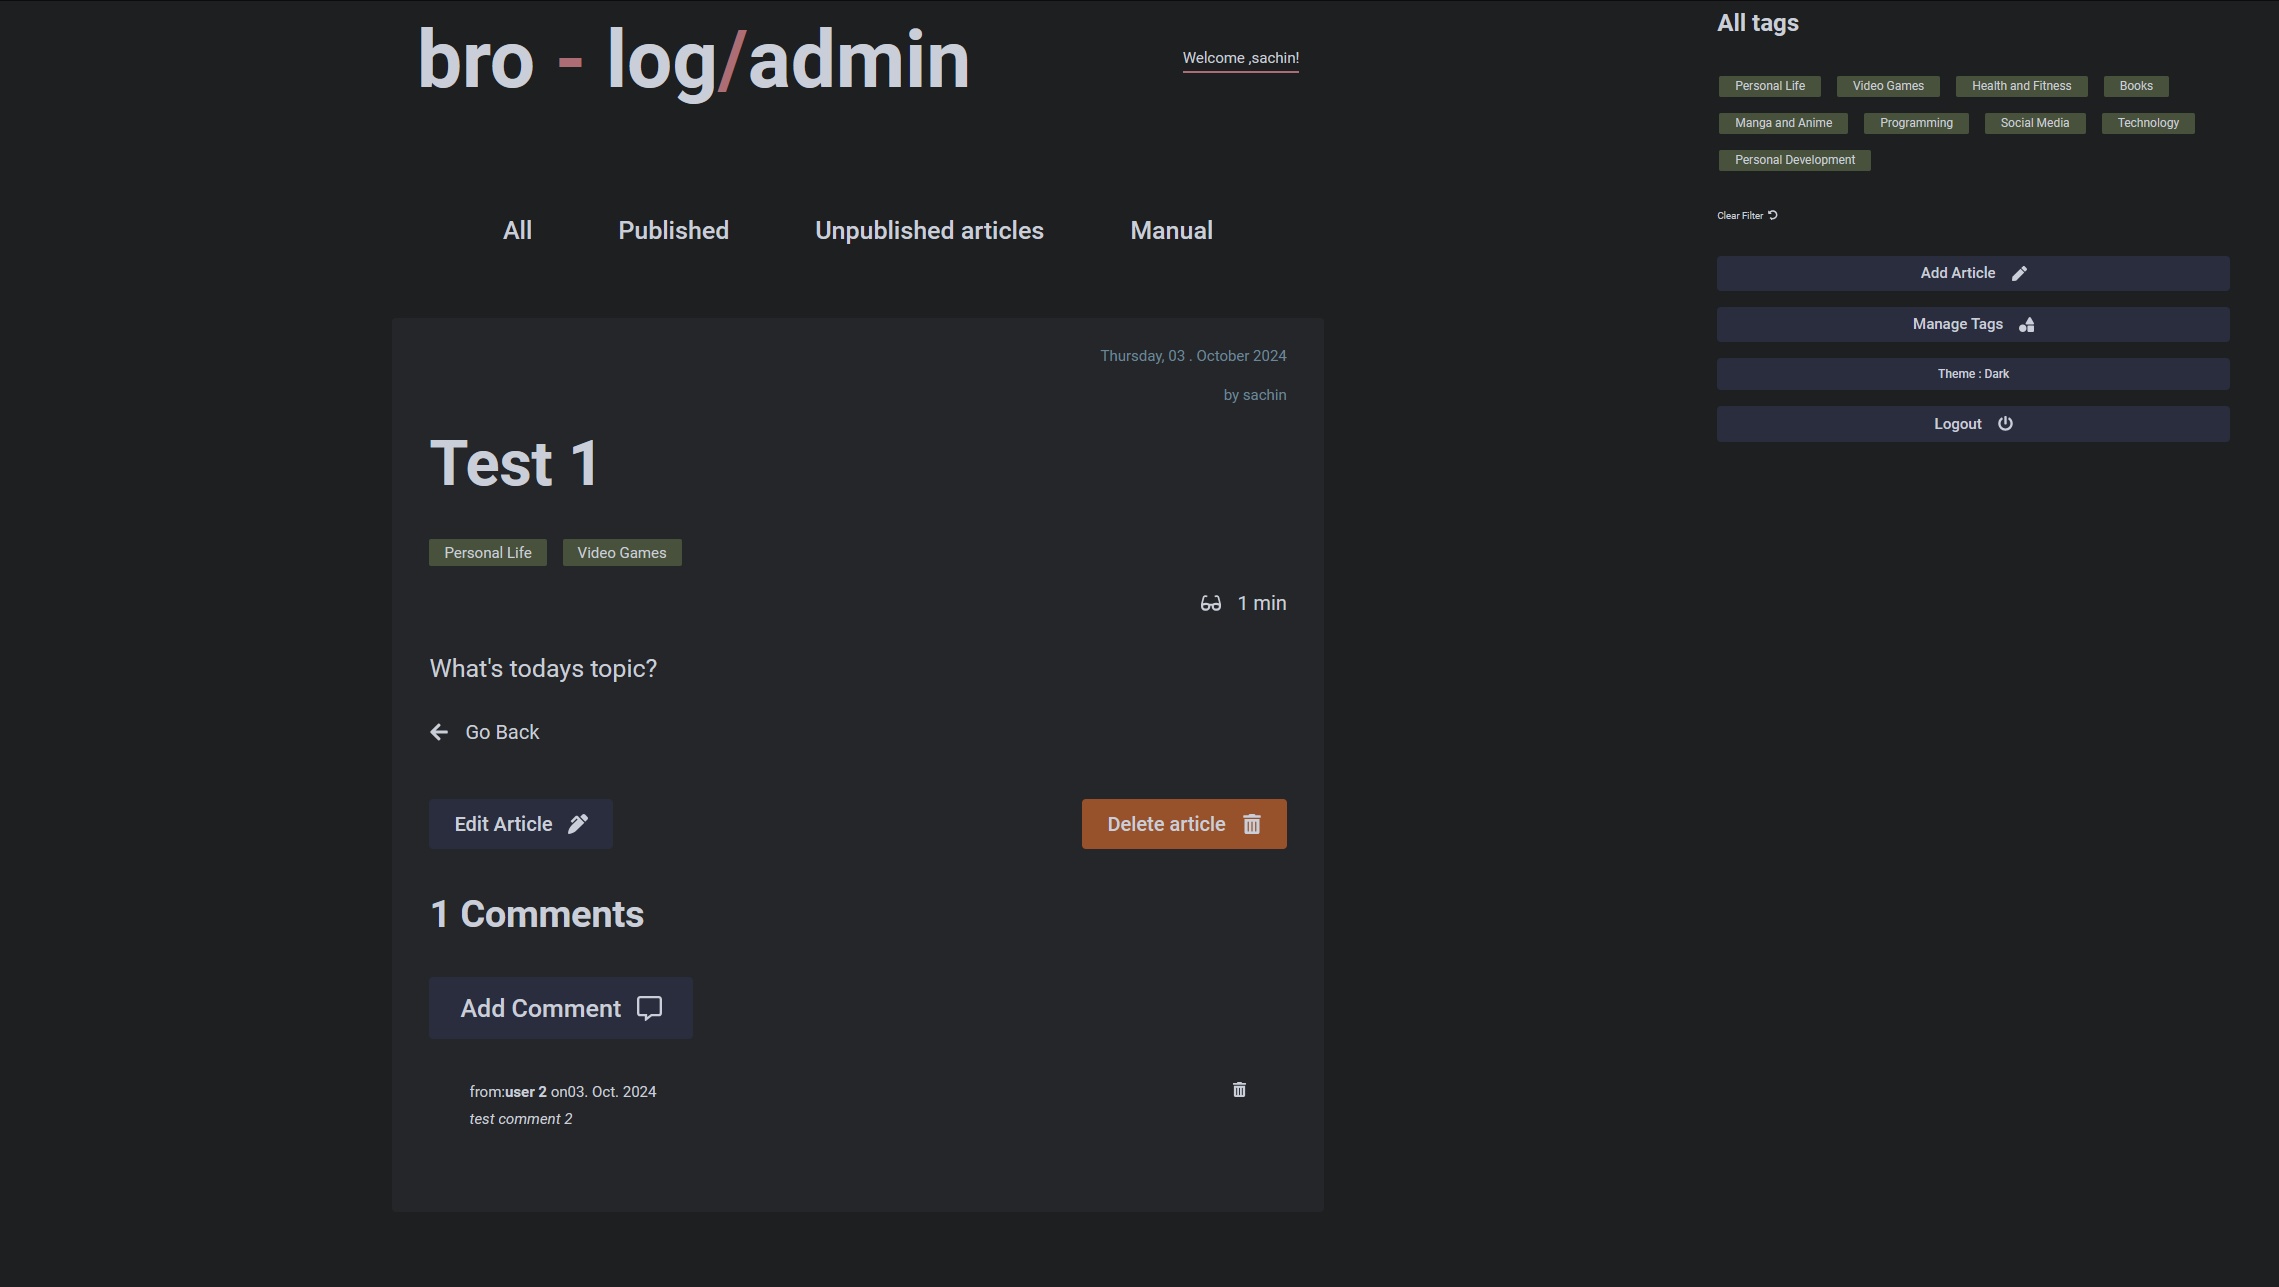 bro - log/admin
Welcome ,sachin!
All Published Unpublished articles Manual
Thursday, 03 . October 2024
by sachin
Test 1
Personal Life Video Games
1 min
What's todays topic?
Go Back
Edit Article Delete article
1 Comments
Add Comment
from:user 2 on03. Oct. 2024
test comment 2
All tags
Personal Life Video Games Health and Fitness Books
Manga and Anime Programming Social Media Technology
Personal Development
Clear Filter
Add Article
Manage Tags
Theme : Dark
Logout